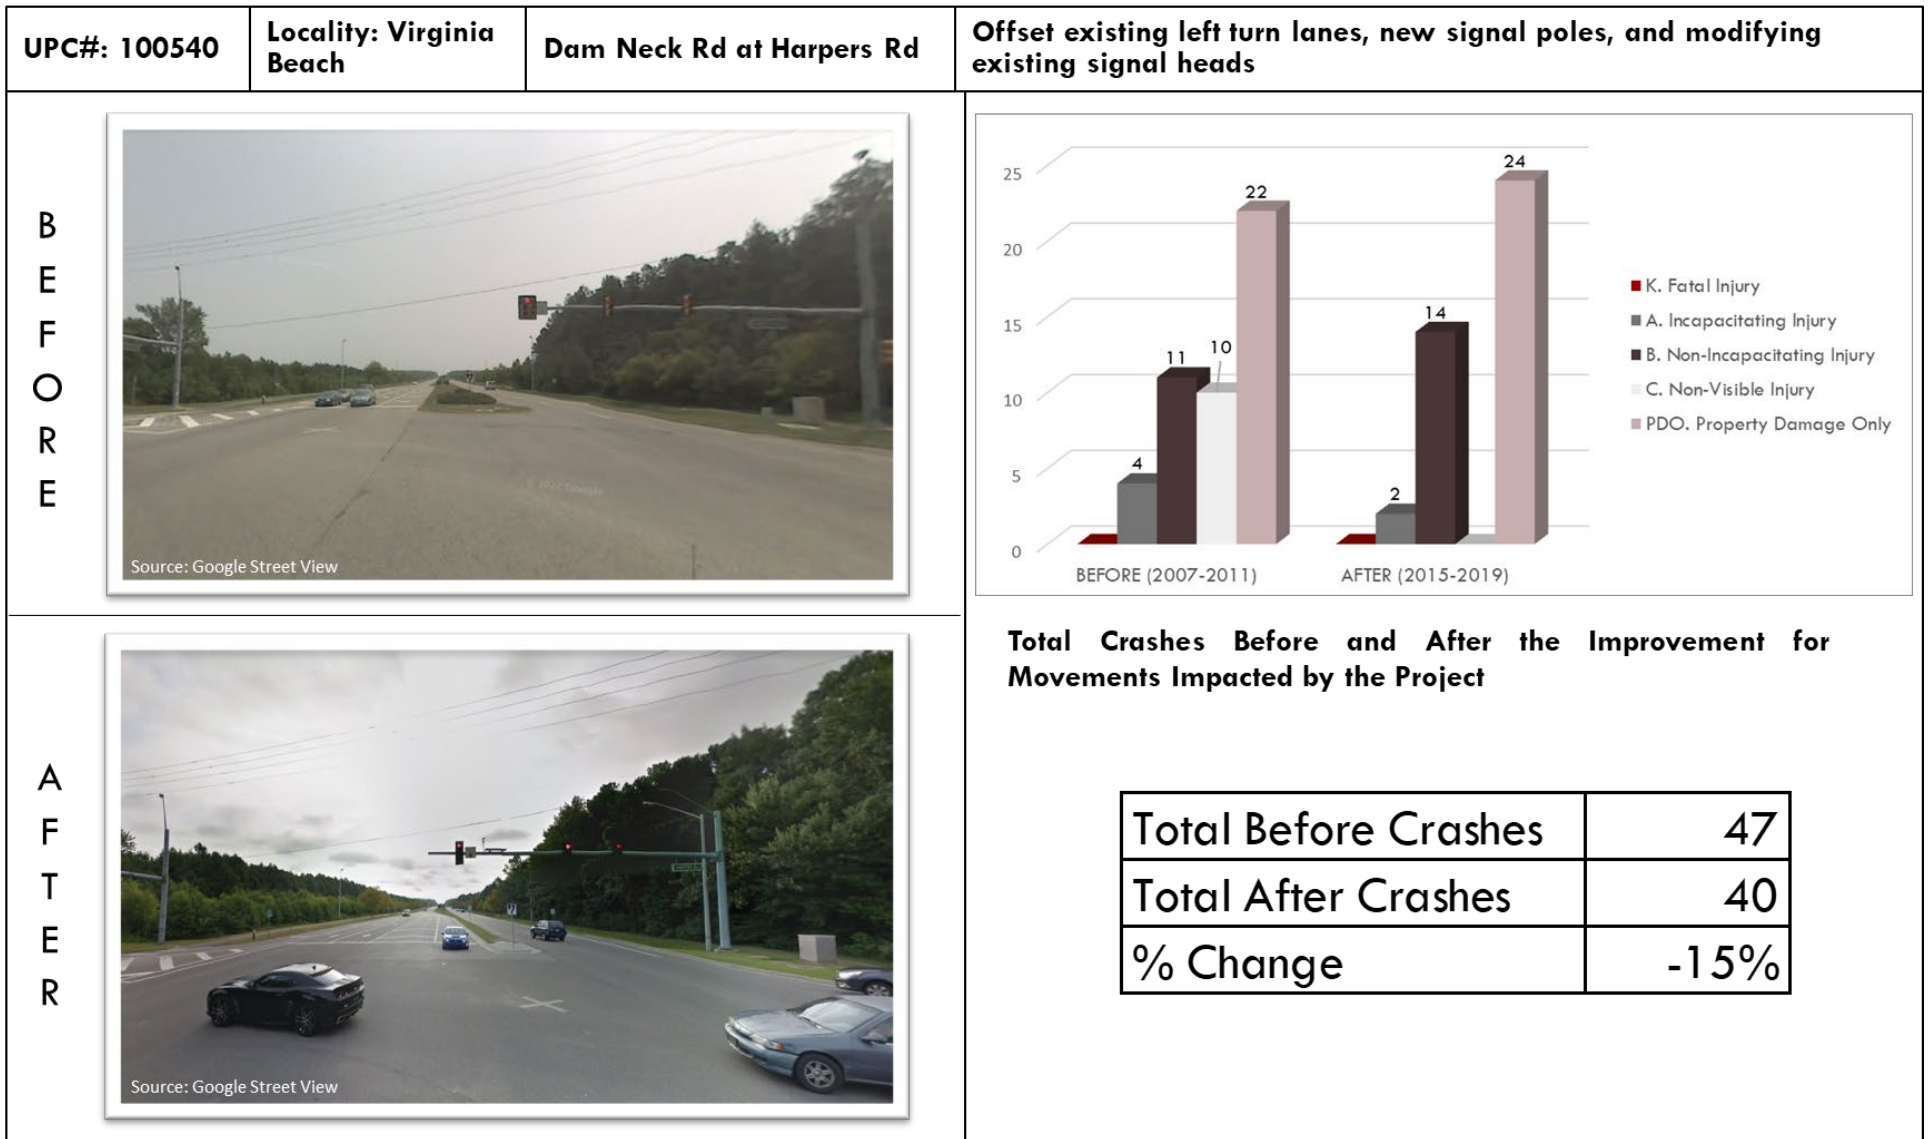 UPC#: 100540
Locality: Virginia
Beach
Dam Neck Rd at Harpers Rd
Offset existing left turn lanes, new signal poles, and modifying
existing signal heads
B
E
F
O
R
E
© 2022 Google
Source: Google Street View
25
20
15
10
5
0
4
11
10
22
2
14
24
BEFORE (2007-2011)
AFTER (2015-2019)
K. Fatal Injury
A. Incapacitating Injury
B. Non-Incapacitating Injury
C. Non-Visible Injury
PDO. Property Damage Only
A
F
T
E
R
Source: Google Street View
Total Crashes Before and After the Improvement for
Movements Impacted by the Project
Total Before Crashes 47
Total After Crashes 40
% Change -15%